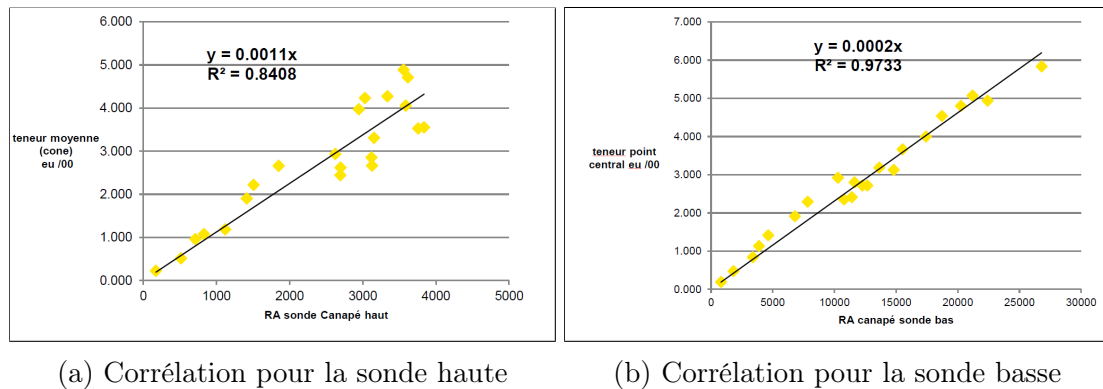 6.000
5.000
4.000
3.000
2.000
1.000
0.000
y = 0.0011x
R² = 0.8408
teneur moyenne
(cone)
eu /00
0
1000
2000
3000
4000
5000
RA sonde Canapé haut
(a) Corrélation pour la sonde haute
7.000
6.000
5.000
4.000
3.000
2.000
1.000
0.000
y = 0.0002x
R² = 0.9733
teneur point
central eu /00
0
5000
10000
15000
20000
25000
30000
RA canapé sonde bas
(b) Corrélation pour la sonde basse